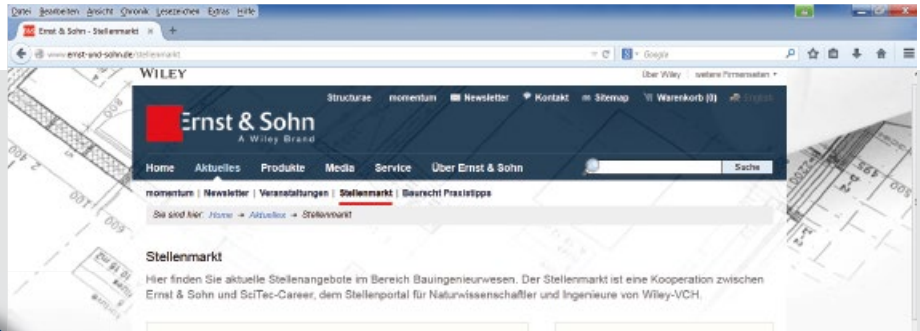 Datei Bearbeiten Ansicht Chronik Lesezeichen Extras Hilfe
Ernst & Sohn - Stellenmarkt × +
www.ernst-und-sohn.de/stellenmarkt Google
WILEY Über Wiley | weitere Firmenseiten
Structurae momentum Newsletter Kontakt Sitemap Warenkorb (0) English
Ernst & Sohn
A Wiley Brand
Home Aktuelles Produkte Media Service Über Ernst & Sohn Suche
momentum | Newsletter | Veranstaltungen | Stellenmarkt | Baurecht Praxistipps
Sie sind hier: Home → Aktuelles → Stellenmarkt
Stellenmarkt
Hier finden Sie aktuelle Stellenangebote im Bereich Bauingenieurwesen. Der Stellenmarkt ist eine Kooperation zwischen
Ernst & Sohn und SciTec-Career, dem Stellenportal für Naturwissenschaftler und Ingenieure von Wiley-VCH.